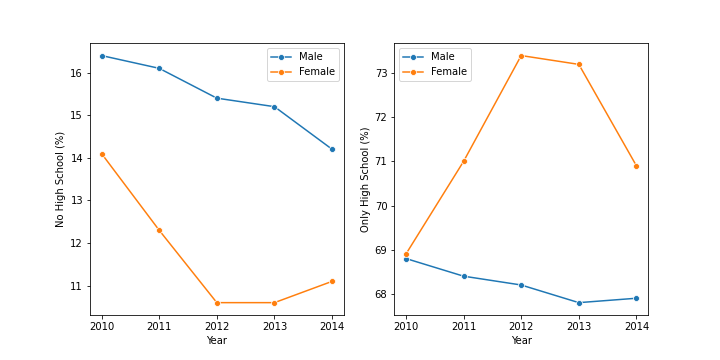 Male
Female
16
15
14
13
12
11
No High School (%)
2010 2011 2012 2013 2014
Year
Male
Female
73
72
71
70
69
68
Only High School (%)
2010 2011 2012 2013 2014
Year